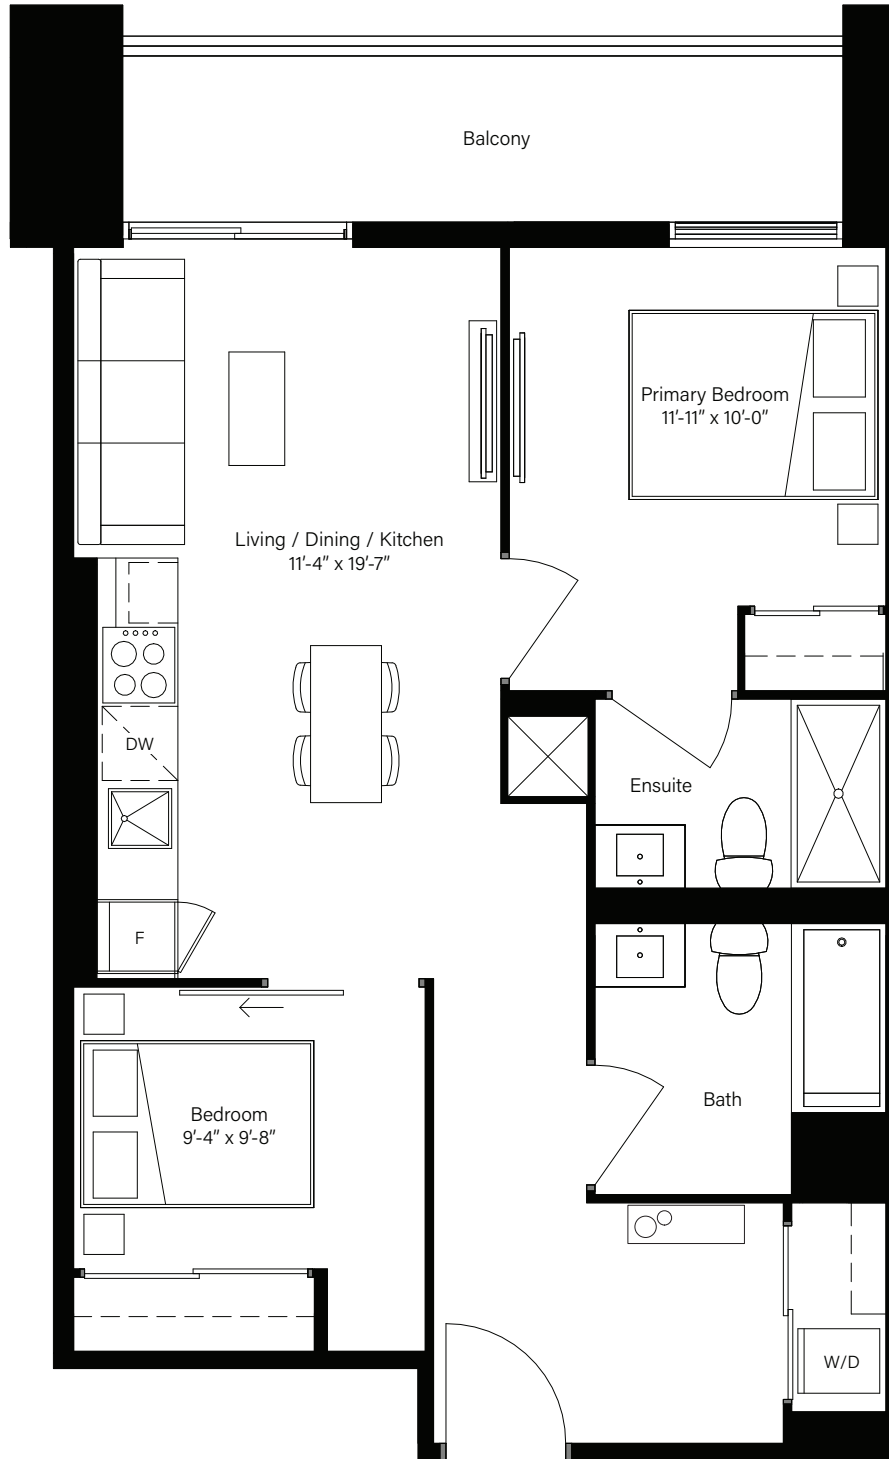 Balcony
Primary Bedroom
11'-11" x 10'-0"
Living / Dining / Kitchen
11'-4" x 19'-7"
DW
Ensuite
F
Bath
Bedroom
9'-4" x 9'-8"
W/D